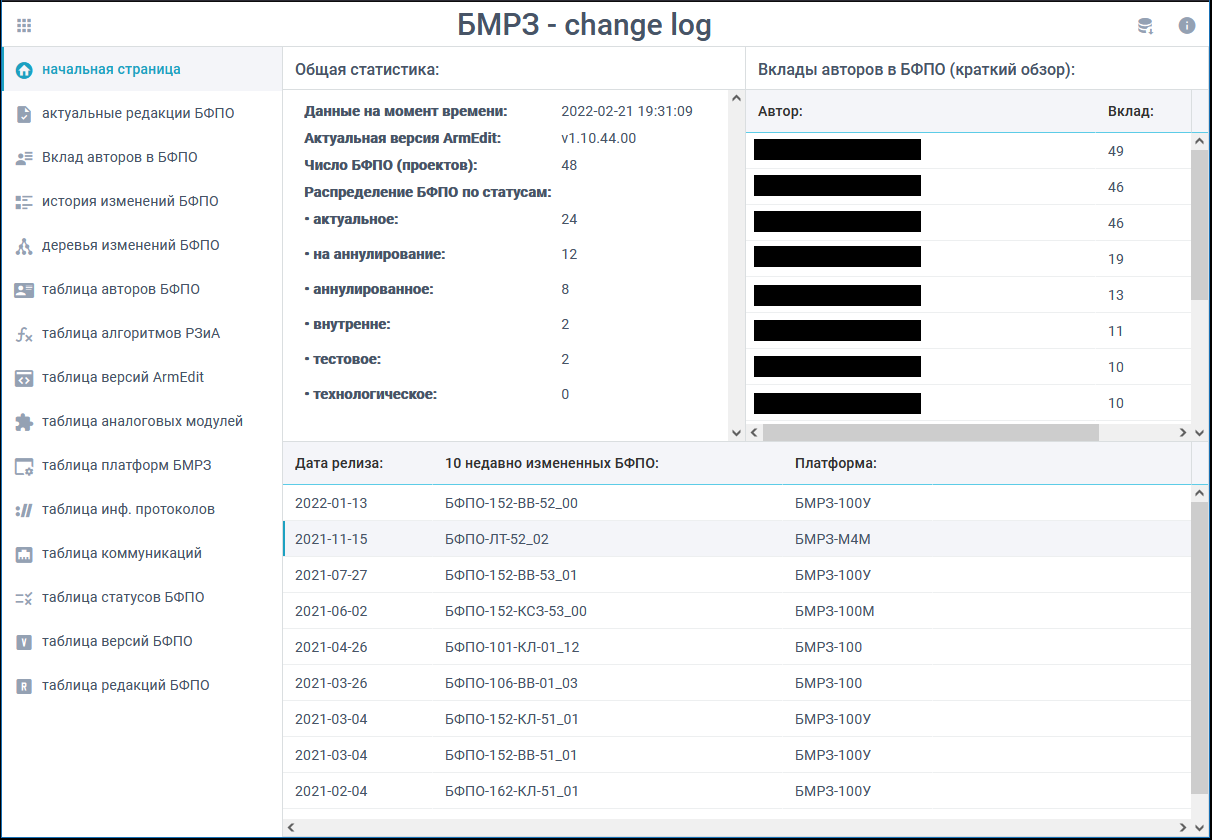 БМРЗ - change log
начальная страница
актуальные редакции БФПО
Вклад авторов в БФПО
история изменений БФПО
деревья изменений БФПО
таблица авторов БФПО
таблица алгоритмов РЗиА
таблица версий ArmEdit
таблица аналоговых модулей
таблица платформ БМРЗ
таблица инф. протоколов
таблица коммуникаций
таблица статусов БФПО
таблица версий БФПО
таблица редакций БФПО
Общая статистика:
Данные на момент времени: 2022-02-21 19:31:09
Актуальная версия ArmEdit: v1.10.44.00
Число БФПО (проектов): 48
Распределение БФПО по статусам:
• актуальное: 24
• на аннулирование: 12
• аннулированное: 8
• внутренне: 2
• тестовое: 2
• технологическое: 0
Вклады авторов в БФПО (краткий обзор):
Автор: Вклад:
49
46
46
19
13
11
10
10
Дата релиза: 10 недавно измененных БФПО: Платформа:
2022-01-13 БФПО-152-ВВ-52_00 БМРЗ-100У
2021-11-15 БФПО-ЛТ-52_02 БМРЗ-М4М
2021-07-27 БФПО-152-ВВ-53_01 БМРЗ-100У
2021-06-02 БФПО-152-КСЗ-53_00 БМРЗ-100М
2021-04-26 БФПО-101-КЛ-01_12 БМРЗ-100
2021-03-26 БФПО-106-ВВ-01_03 БМРЗ-100
2021-03-04 БФПО-152-КЛ-51_01 БМРЗ-100У
2021-03-04 БФПО-152-ВВ-51_01 БМРЗ-100У
2021-02-04 БФПО-162-КЛ-51_01 БМРЗ-100У